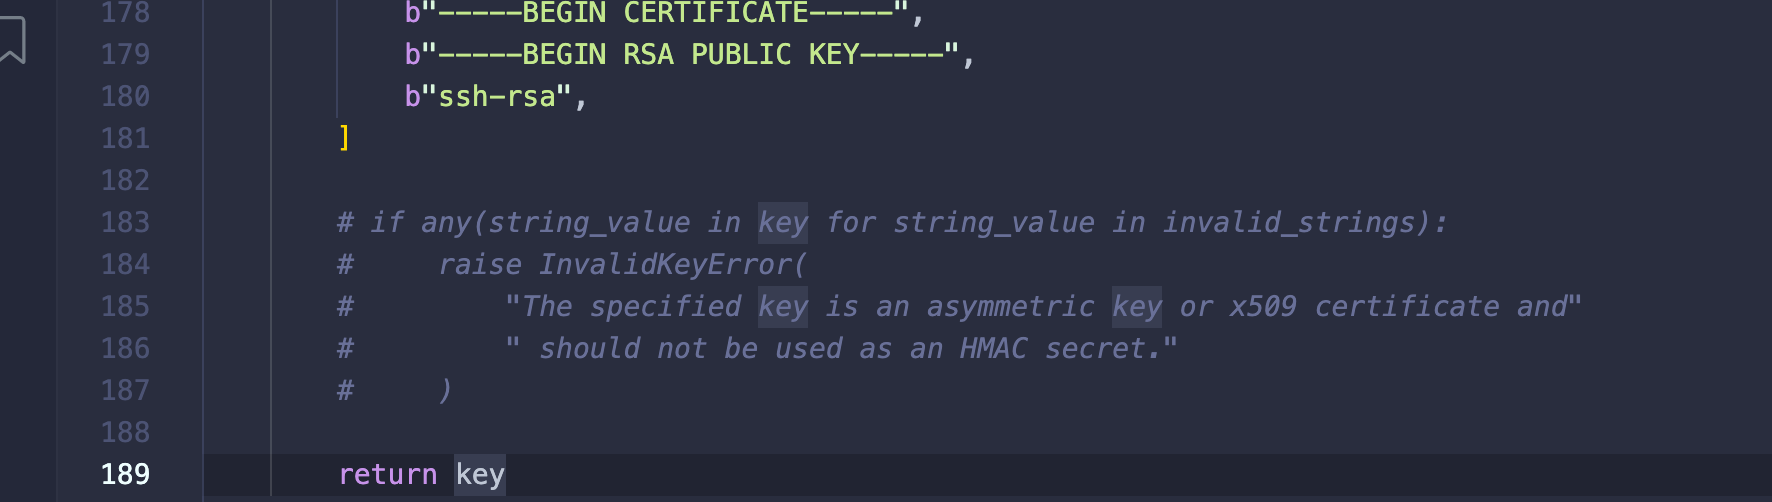 178 b"-----BEGIN CERTIFICATE-----",
179 b"-----BEGIN RSA PUBLIC KEY-----",
180 b"ssh-rsa",
181 ]
182
183 # if any(string_value in key for string_value in invalid_strings):
184 #     raise InvalidKeyError(
185 #         "The specified key is an asymmetric key or x509 certificate and"
186 #         " should not be used as an HMAC secret."
187 #     )
188
189 return key